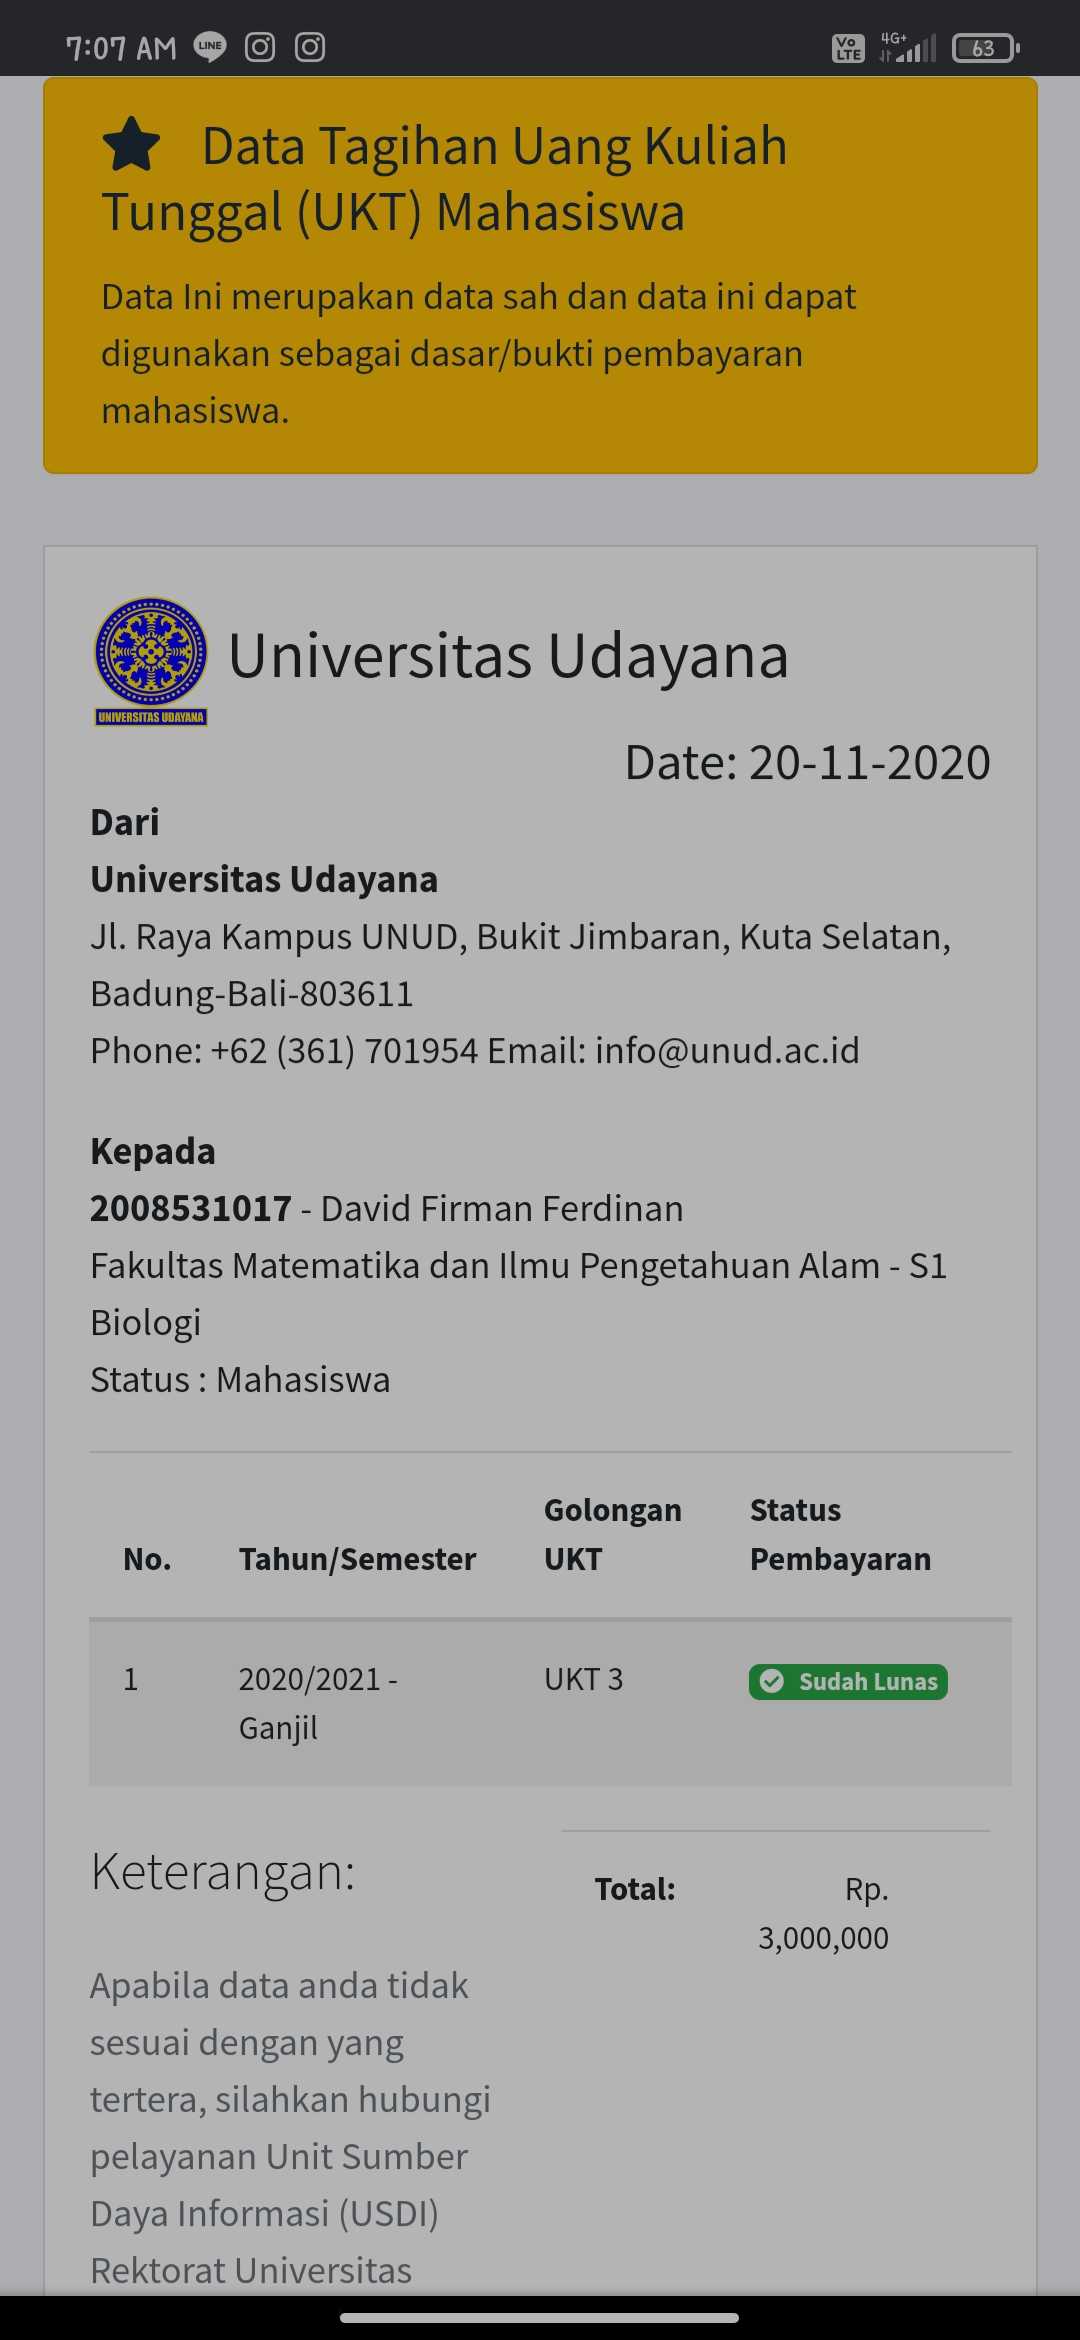 7:07 AM LINE Vo LTE 4G+ 63
Data Tagihan Uang Kuliah
Tunggal (UKT) Mahasiswa
Data Ini merupakan data sah dan data ini dapat
digunakan sebagai dasar/bukti pembayaran
mahasiswa.
Universitas Udayana
UNIVERSITAS UDAYANA
Date: 20-11-2020
Dari
Universitas Udayana
Jl. Raya Kampus UNUD, Bukit Jimbaran, Kuta Selatan,
Badung-Bali-803611
Phone: +62 (361) 701954 Email: info@unud.ac.id
Kepada
2008531017 - David Firman Ferdinan
Fakultas Matematika dan Ilmu Pengetahuan Alam - S1
Biologi
Status : Mahasiswa
Golongan Status
No. Tahun/Semester UKT Pembayaran
1 2020/2021 - UKT 3 Sudah Lunas
Ganjil
Keterangan:
Total: Rp.
3,000,000
Apabila data anda tidak
sesuai dengan yang
tertera, silahkan hubungi
pelayanan Unit Sumber
Daya Informasi (USDI)
Rektorat Universitas